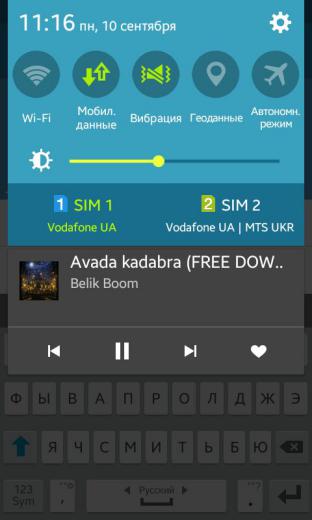 11:16 пн, 10 сентября
Wi-Fi
Мобил. данные
Вибрация
Геоданные
Автономн. режим
1 SIM 1
Vodafone UA
2 SIM 2
Vodafone UA | MTS UKR
Avada kadabra (FREE DOW..
Belik Boom
Ф Ы В А П Р О Л Д Ж Э
Я Ч С М И Т Ь Б Ю
123 Sym , Русский .